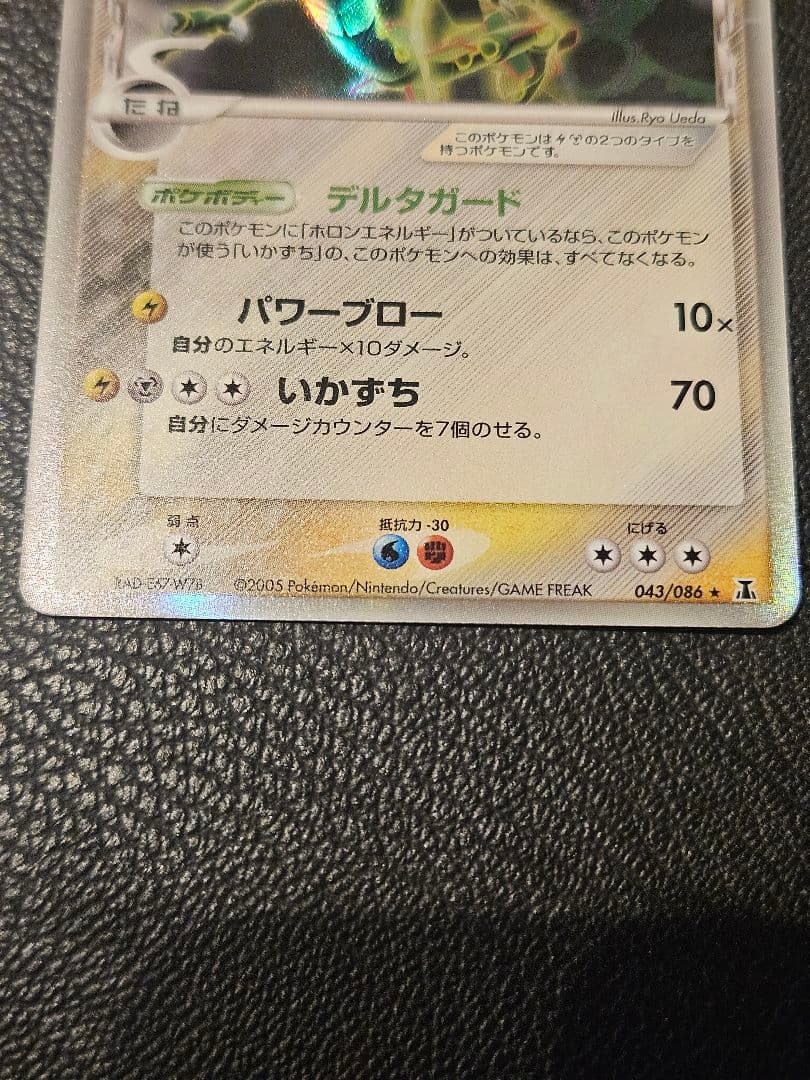 たね
illus.Ryo Ueda
このポケモンはの2つのタイプを
持つポケモンです。
ポケボディー デルタガード
このポケモンに「ホロンエネルギー」がついているなら、このポケモン
が使う「いかずち」の、このポケモンへの効果は、すべてなくなる。
パワーブロー 10×
自分のエネルギー×10ダメージ。
いかずち 70
自分にダメージカウンターを7個のせる。
弱点 抵抗力 -30 にげる
©2005 Pokémon/Nintendo/Creatures/GAME FREAK 043/086 ★